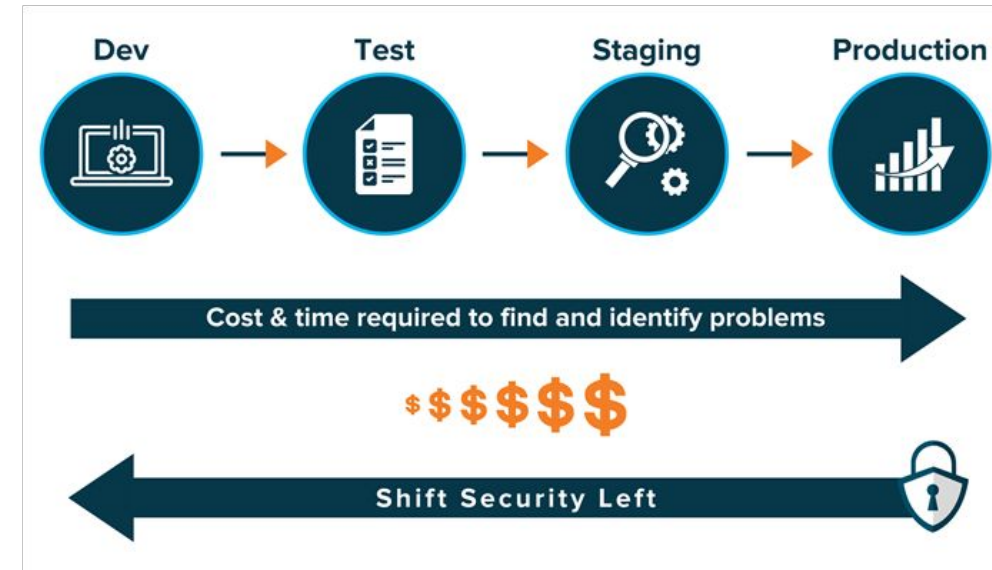 Dev Test Staging Production
Cost & time required to find and identify problems
$ $ $ $ $ $
Shift Security Left